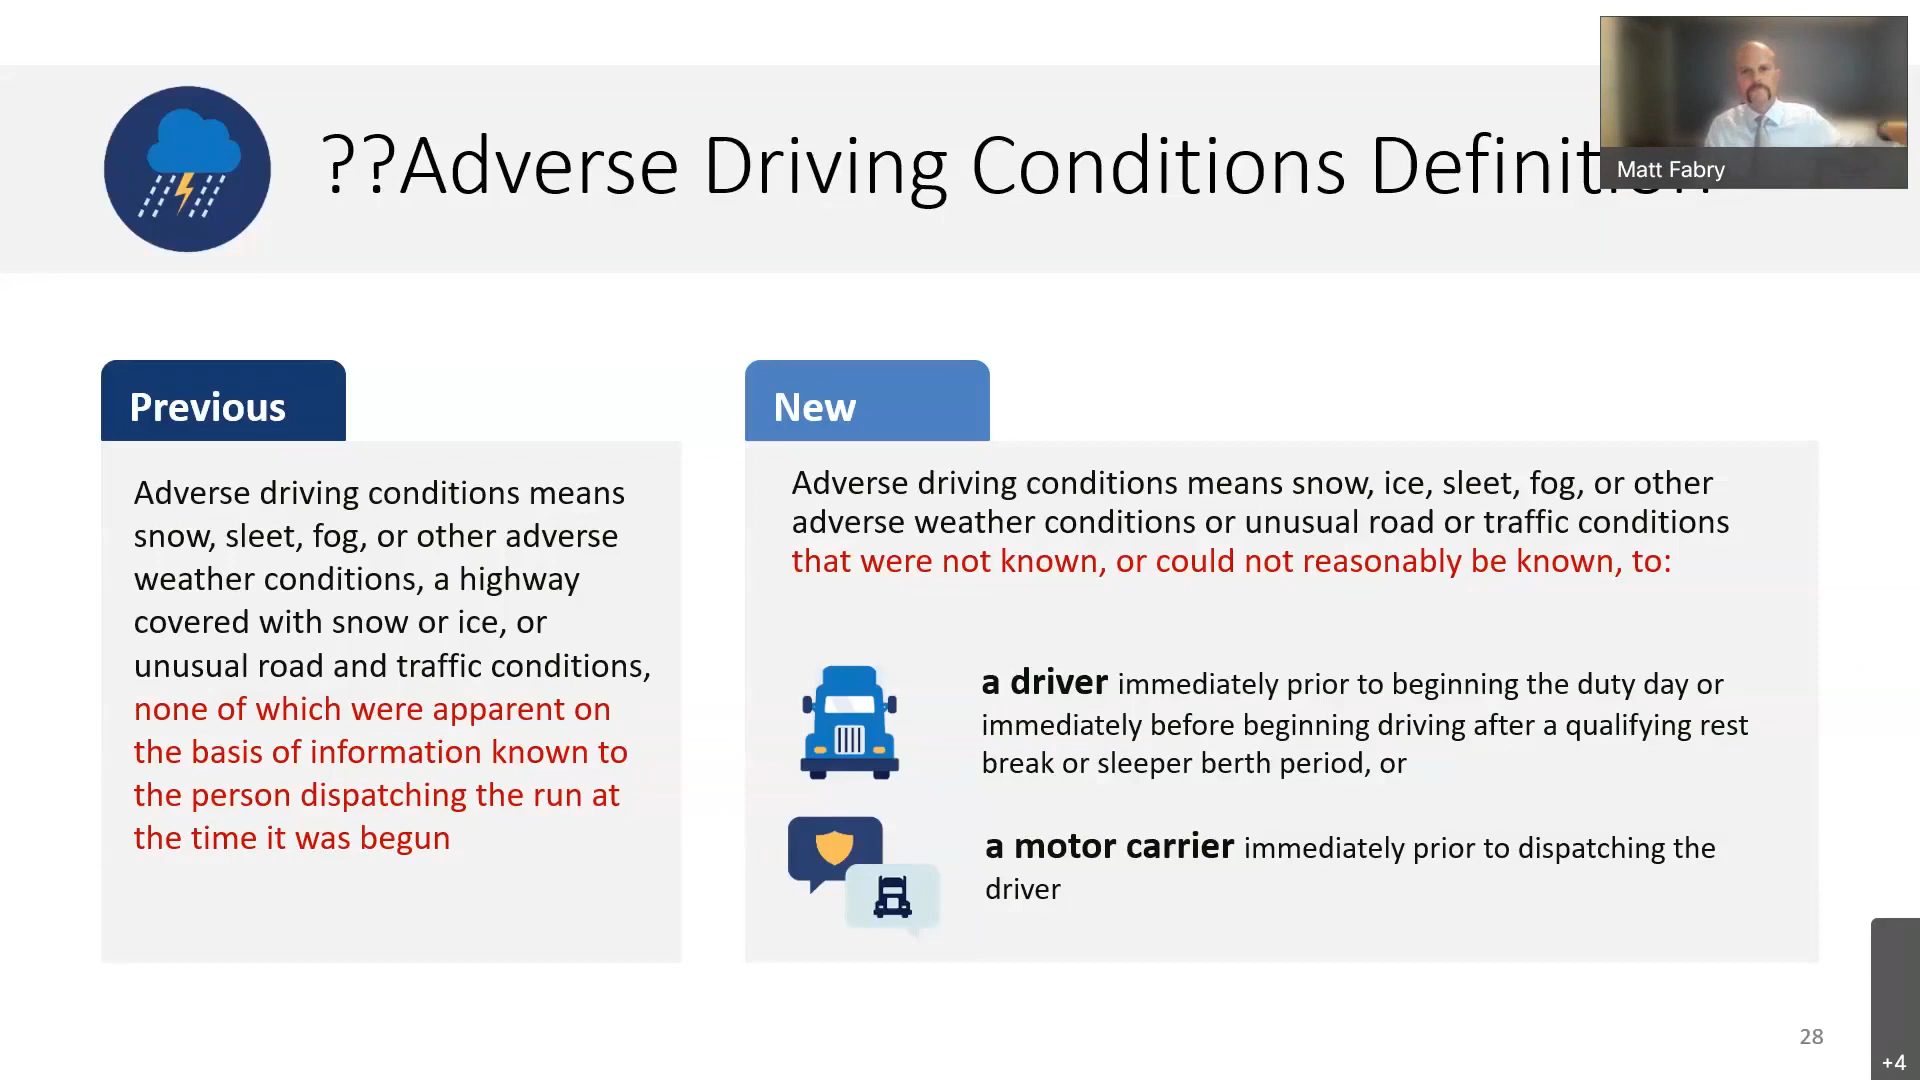 ??Adverse Driving Conditions Definition
Matt Fabry
Previous
Adverse driving conditions means
snow, sleet, fog, or other adverse
weather conditions, a highway
covered with snow or ice, or
unusual road and traffic conditions,
none of which were apparent on
the basis of information known to
the person dispatching the run at
the time it was begun
New
Adverse driving conditions means snow, ice, sleet, fog, or other
adverse weather conditions or unusual road or traffic conditions
that were not known, or could not reasonably be known, to:
a driver immediately prior to beginning the duty day or
immediately before beginning driving after a qualifying rest
break or sleeper berth period, or
a motor carrier immediately prior to dispatching the
driver
28
+4